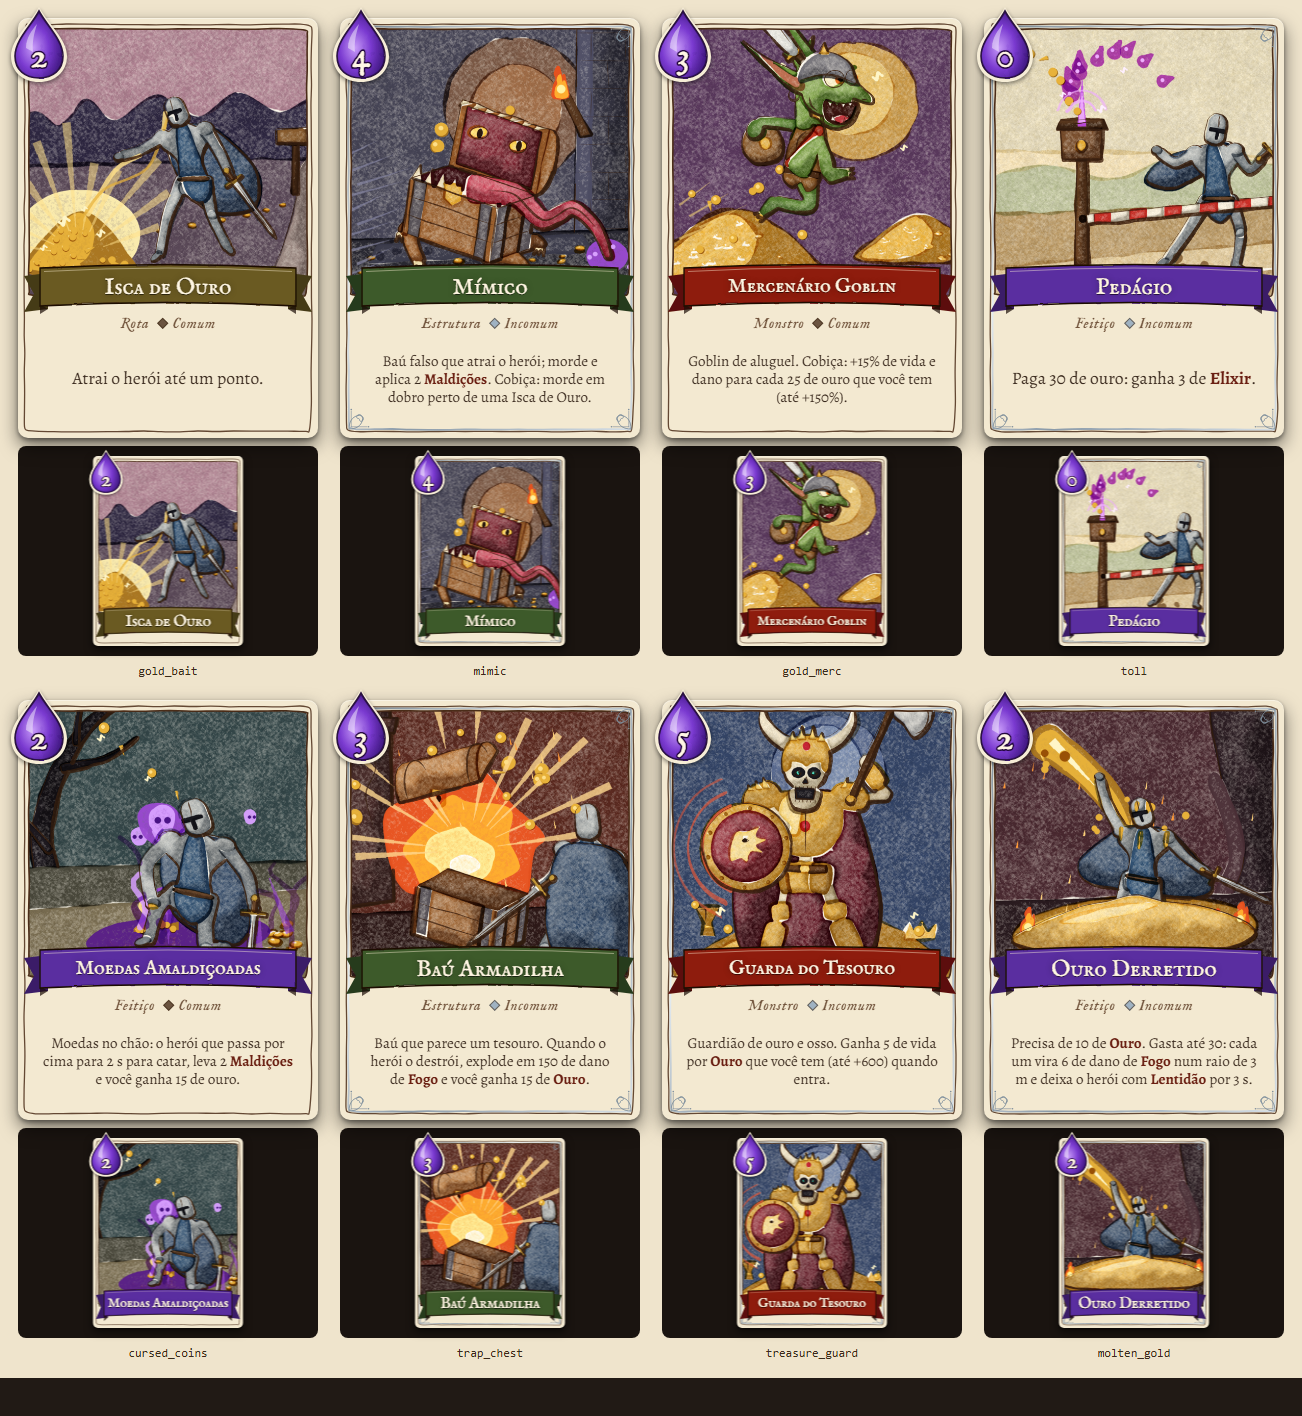 2
4
3
0
Isca de Ouro
Mímico
Mercenário Goblin
Pedágio
Rota ◆ Comum
Estrutura ◆ Incomum
Monstro ◆ Comum
Feitiço ◆ Incomum
Atrai o herói até um ponto.
Baú falso que atrai o herói; morde e
aplica 2 Maldições. Cobiça: morde em
dobro perto de uma Isca de Ouro.
Goblin de aluguel. Cobiça: +15% de vida e
dano para cada 25 de ouro que você tem
(até +150%).
Paga 30 de ouro: ganha 3 de Elixir.
2
4
3
0
Isca de Ouro
Mímico
Mercenário Goblin
Pedágio
gold_bait
mimic
gold_merc
toll
2
3
5
2
Moedas Amaldiçoadas
Baú Armadilha
Guarda do Tesouro
Ouro Derretido
Feitiço ◆ Comum
Estrutura ◆ Incomum
Monstro ◆ Incomum
Feitiço ◆ Incomum
Moedas no chão: o herói que passa por
cima para 2 s para catar, leva 2 Maldições
e você ganha 15 de ouro.
Baú que parece um tesouro. Quando o
herói o destrói, explode em 150 de dano
de Fogo e você ganha 15 de Ouro.
Guardião de ouro e osso. Ganha 5 de vida
por Ouro que você tem (até +600) quando
entra.
Precisa de 10 de Ouro. Gasta até 30: cada
um vira 6 de dano de Fogo num raio de 3
m e deixa o herói com Lentidão por 3 s.
2
3
5
2
Moedas Amaldiçoadas
Baú Armadilha
Guarda do Tesouro
Ouro Derretido
cursed_coins
trap_chest
treasure_guard
molten_gold